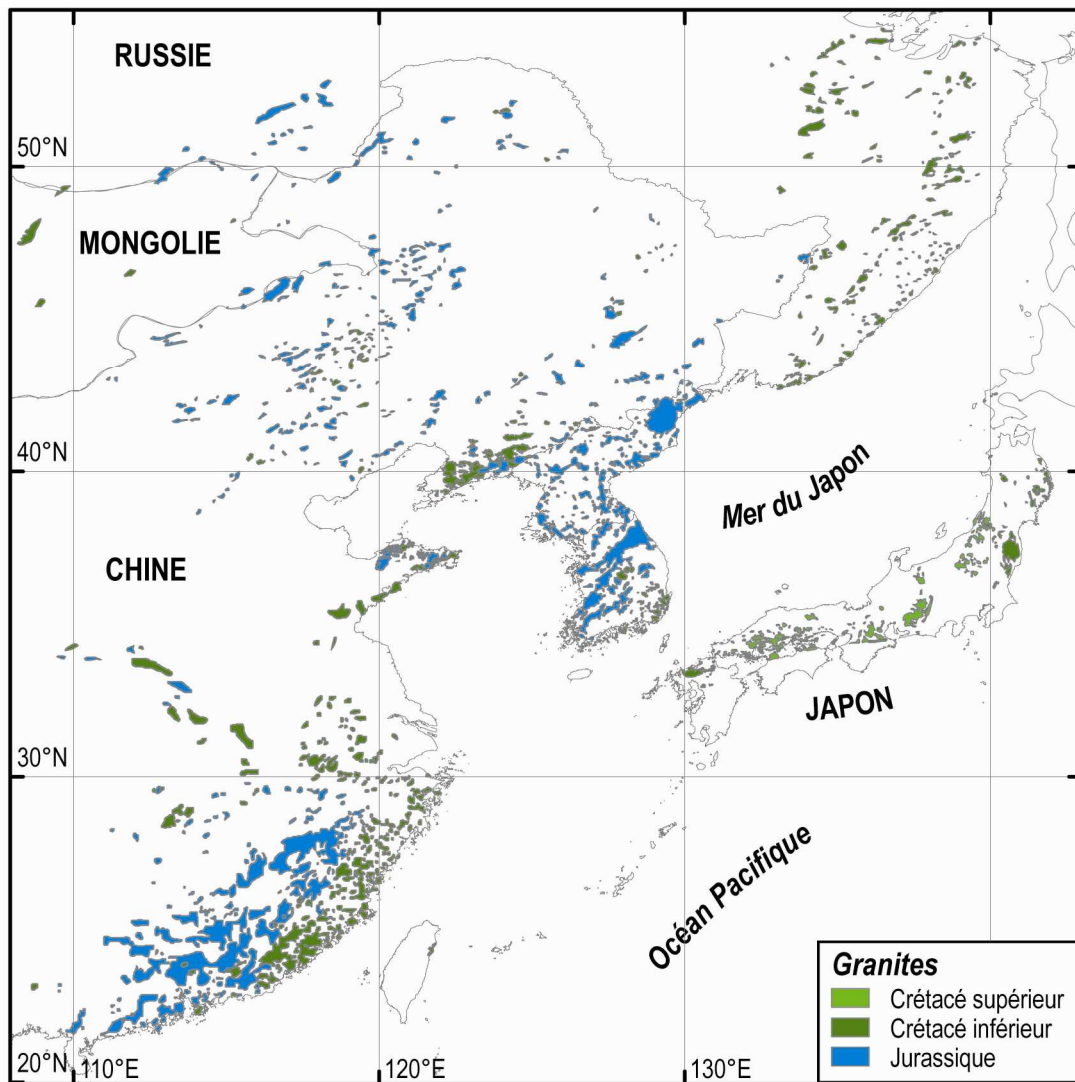 RUSSIE
50°N
MONGOLIE
40°N
Mer du Japon
CHINE
JAPON
30°N
Océan Pacifique
Granites
Crétacé supérieur
Crétacé inférieur
Jurassique
20°N
110°E
120°E
130°E